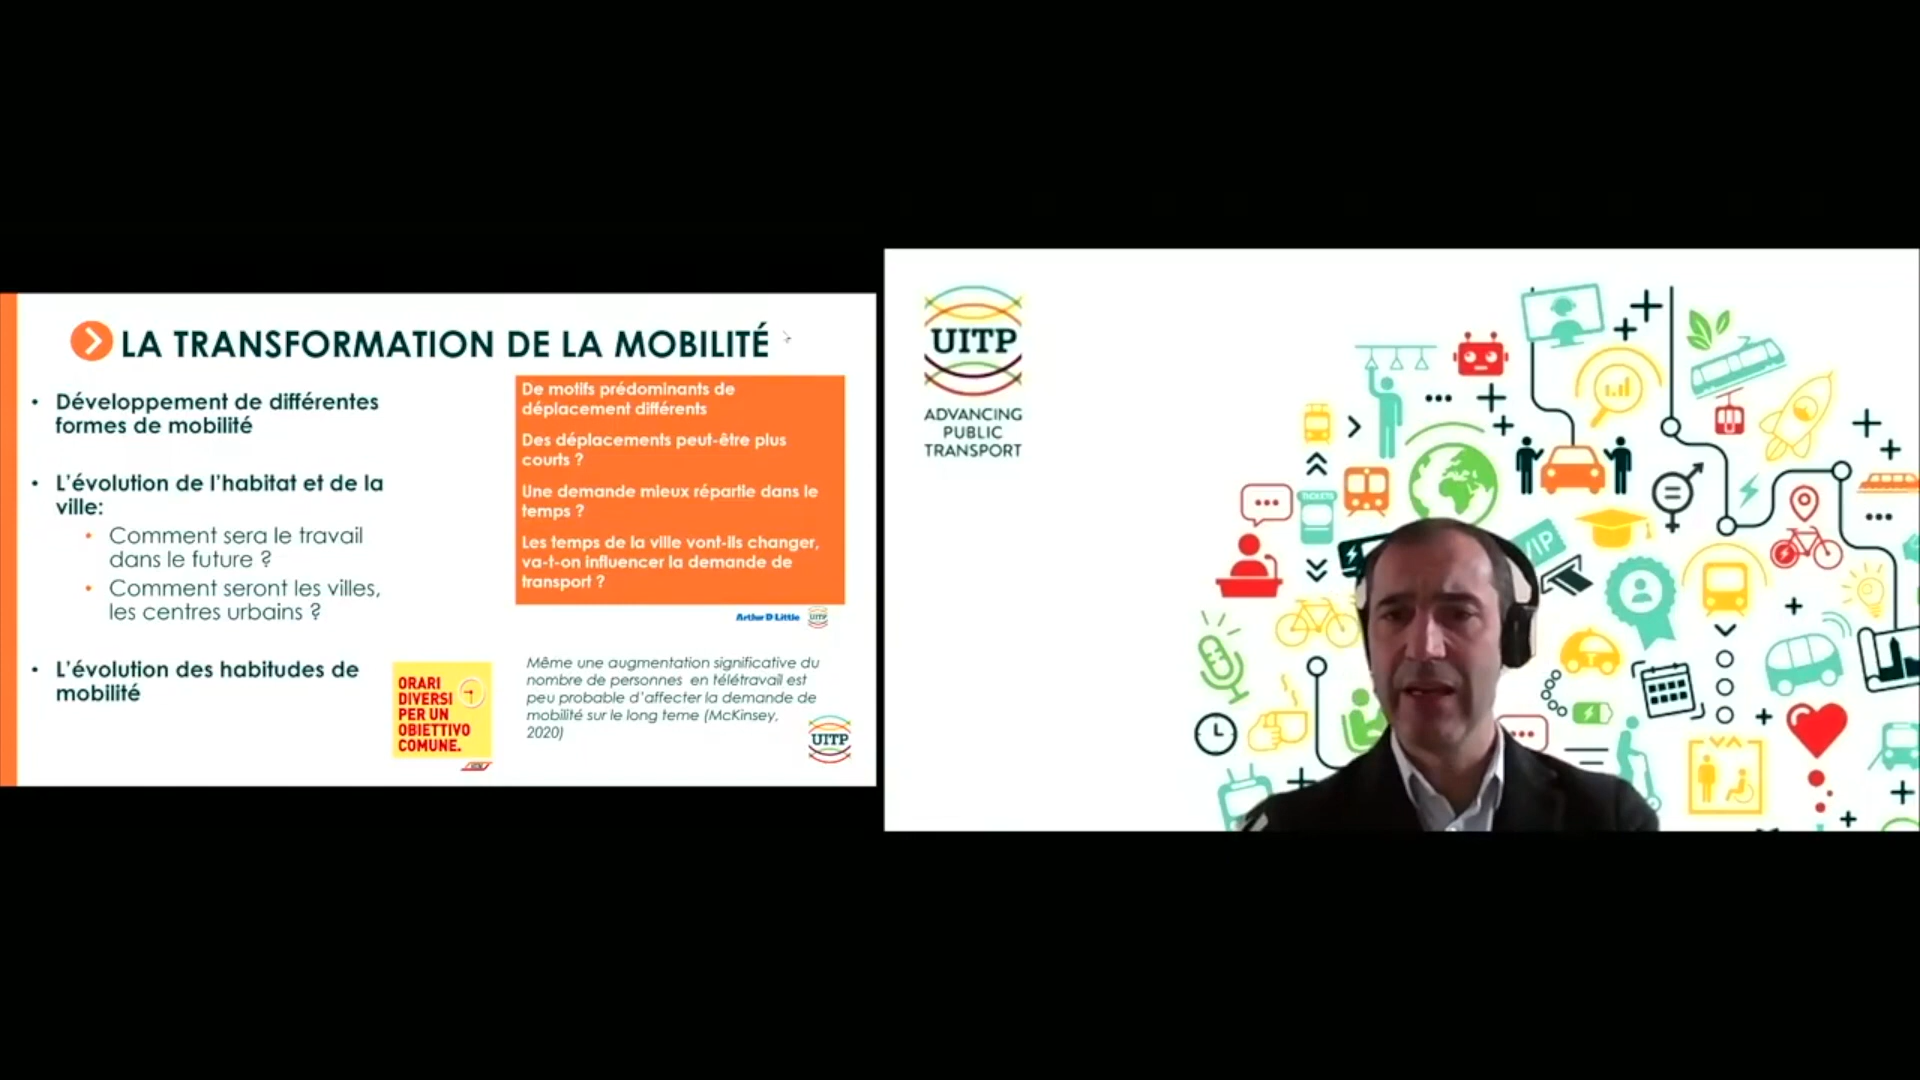 LA TRANSFORMATION DE LA MOBILITÉ
• Développement de différentes
formes de mobilité
• L'évolution de l'habitat et de la
ville:
• Comment sera le travail
dans le future ?
• Comment seront les villes,
les centres urbains ?
• L'évolution des habitudes de
mobilité
ORARI
DIVERSI
PER UN
OBIETTIVO
COMUNE.
De motifs prédominants de
déplacement différents
Des déplacements peut-être plus
courts ?
Une demande mieux répartie dans le
temps ?
Les temps de la ville vont-ils changer,
va-t-on influencer la demande de
transport ?
Arthur D Little
UITP
Même une augmentation significative du
nombre de personnes en télétravail est
peu probable d'affecter la demande de
mobilité sur le long terme (McKinsey,
2020)
UITP
UITP
ADVANCING
PUBLIC
TRANSPORT
TICKETS
VIP